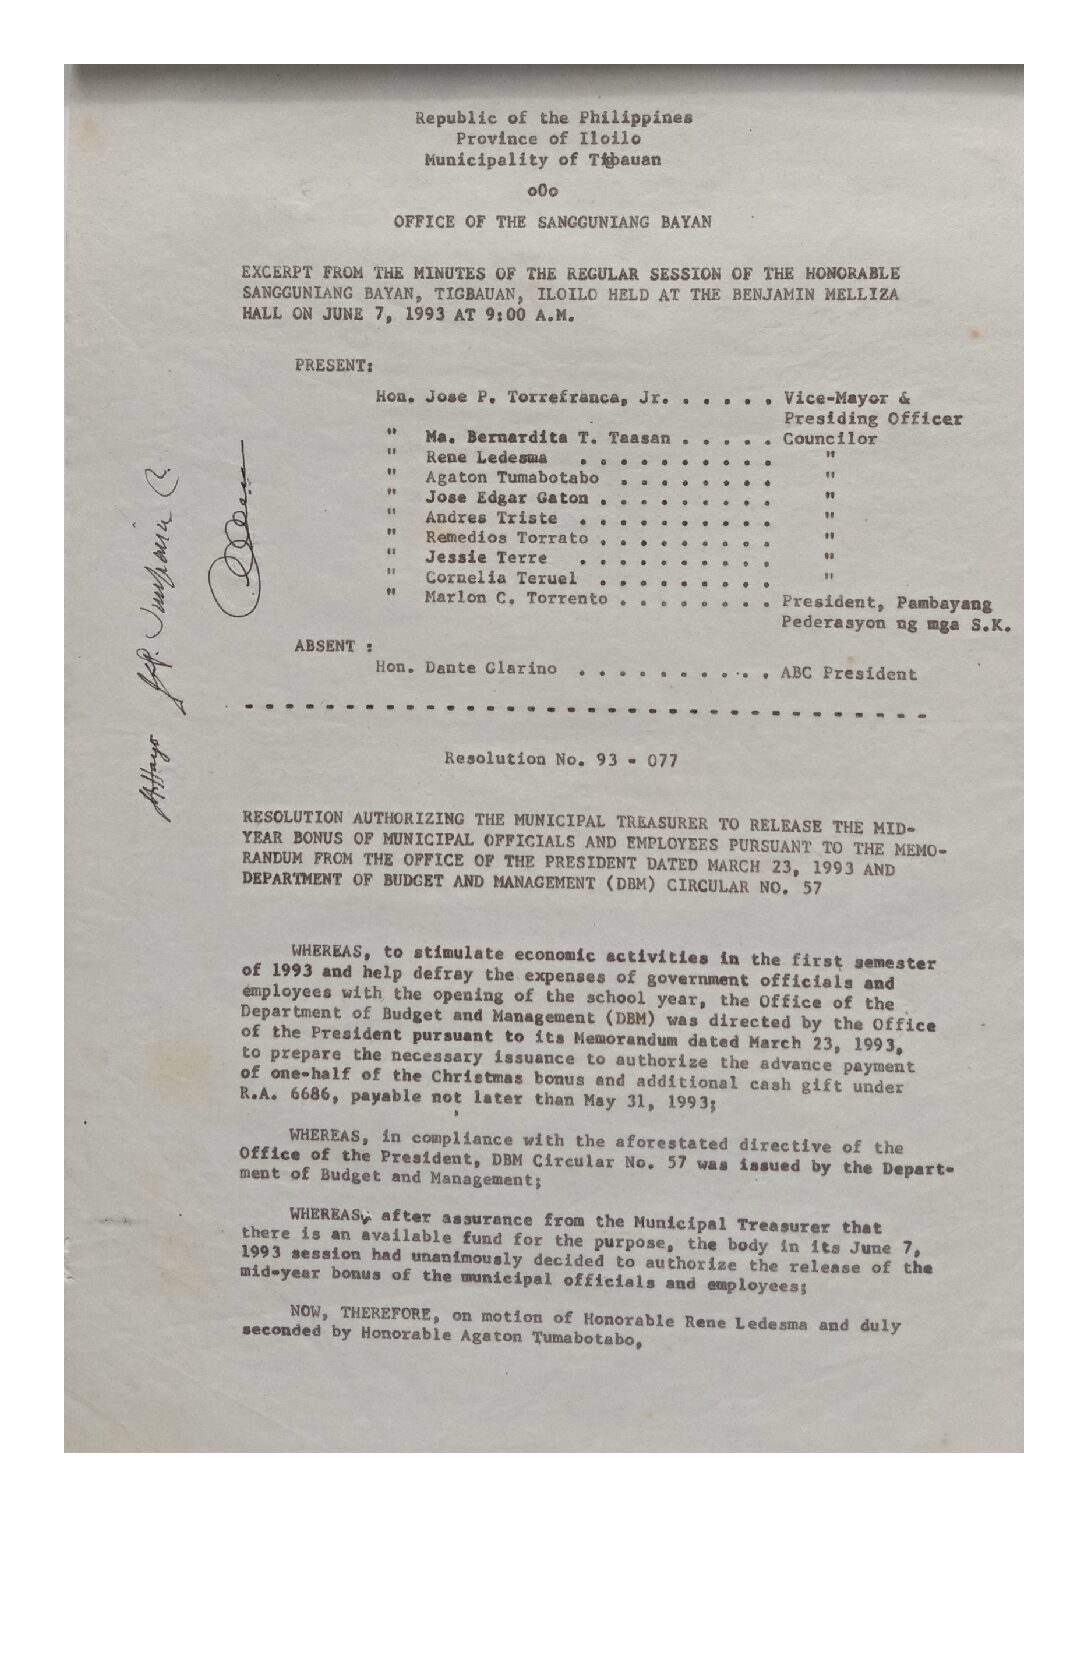 Republic of the Philippines
Province of Iloilo
Municipality of Tigbauan
oOo
OFFICE OF THE SANGGUNIANG BAYAN
EXCERPT FROM THE MINUTES OF THE REGULAR SESSION OF THE HONORABLE
SANGGUNIANG BAYAN, TIGBAUAN, ILOILO HELD AT THE BENJAMIN MELLIZA
HALL ON JUNE 7, 1993 AT 9:00 A.M.
PRESENT:
Hon. Jose P. Torrefranca, Jr. . . . . . Vice-Mayor &
Presiding Officer
" Ma. Bernardita T. Taasan . . . . . Councilor
" Rene Ledesma . . . . . . . . . . "
" Agaton Tumabotabo . . . . . . . . "
" Jose Edgar Gaton . . . . . . . . . "
" Andres Triste . . . . . . . . . . "
" Remedios Torrato . . . . . . . . . "
" Jessie Terre . . . . . . . . . . "
" Cornelia Teruel . . . . . . . . . "
" Marlon C. Torrento . . . . . . . . President, Pambayang
Pederasyon ng mga S.K.
ABSENT :
Hon. Dante Clarino . . . . . . . . . . ABC President
- - - - - - - - - - - - - - - - - - - - - - - - - - - - - - - - - -
Resolution No. 93 - 077
RESOLUTION AUTHORIZING THE MUNICIPAL TREASURER TO RELEASE THE MID-
YEAR BONUS OF MUNICIPAL OFFICIALS AND EMPLOYEES PURSUANT TO THE MEMO-
RANDUM FROM THE OFFICE OF THE PRESIDENT DATED MARCH 23, 1993 AND
DEPARTMENT OF BUDGET AND MANAGEMENT (DBM) CIRCULAR NO. 57
WHEREAS, to stimulate economic activities in the first semester
of 1993 and help defray the expenses of government officials and
employees with the opening of the school year, the Office of the
Department of Budget and Management (DBM) was directed by the Office
of the President pursuant to its Memorandum dated March 23, 1993,
to prepare the necessary issuance to authorize the advance payment
of one-half of the Christmas bonus and additional cash gift under
R.A. 6686, payable not later than May 31, 1993;
WHEREAS, in compliance with the aforestated directive of the
Office of the President, DBM Circular No. 57 was issued by the Depart-
ment of Budget and Management;
WHEREAS, after assurance from the Municipal Treasurer that
there is an available fund for the purpose, the body in its June 7,
1993 session had unanimously decided to authorize the release of the
mid-year bonus of the municipal officials and employees;
NOW, THEREFORE, on motion of Honorable Rene Ledesma and duly
seconded by Honorable Agaton Tumabotabo,